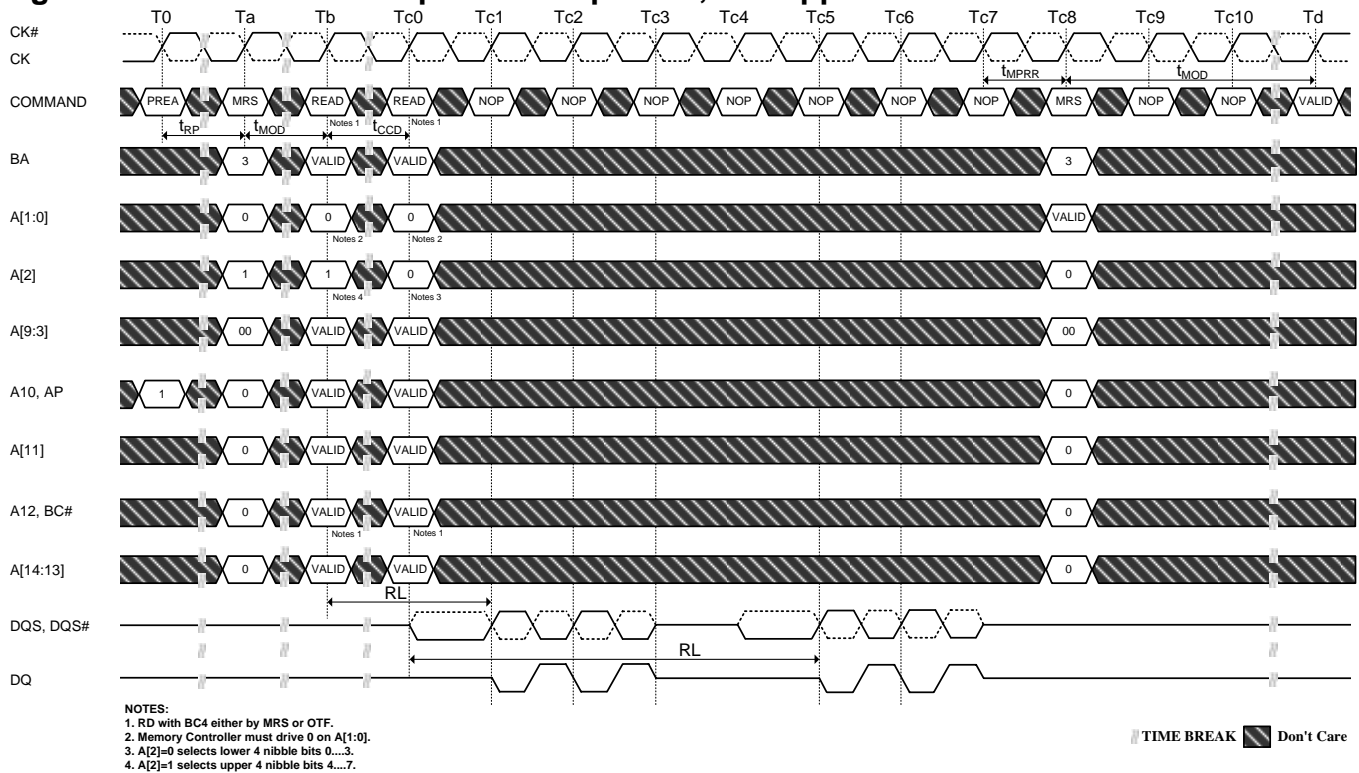 T0 Ta Tb Tc0 Tc1 Tc2 Tc3 Tc4 Tc5 Tc6 Tc7 Tc8 Tc9 Tc10 Td
CK#
CK
tMPRR tMOD
COMMAND PREA MRS READ READ NOP NOP NOP NOP NOP NOP NOP MRS NOP NOP VALID
Notes 1 Notes 1
tRP tMOD tCCD
BA 3 VALID VALID 3
A[1:0] 0 0 0 VALID
Notes 2 Notes 2
A[2] 1 1 0 0
Notes 4 Notes 3
A[9:3] 00 VALID VALID 00
A10, AP 1 0 VALID VALID 0
A[11] 0 VALID VALID 0
A12, BC# 0 VALID VALID 0
Notes 1 Notes 1
A[14:13] 0 VALID VALID 0
RL
DQS, DQS#
RL
DQ
NOTES:
1. RD with BC4 either by MRS or OTF.
2. Memory Controller must drive 0 on A[1:0].
3. A[2]=0 selects lower 4 nibble bits 0....3.
4. A[2]=1 selects upper 4 nibble bits 4....7.
TIME BREAK Don't Care